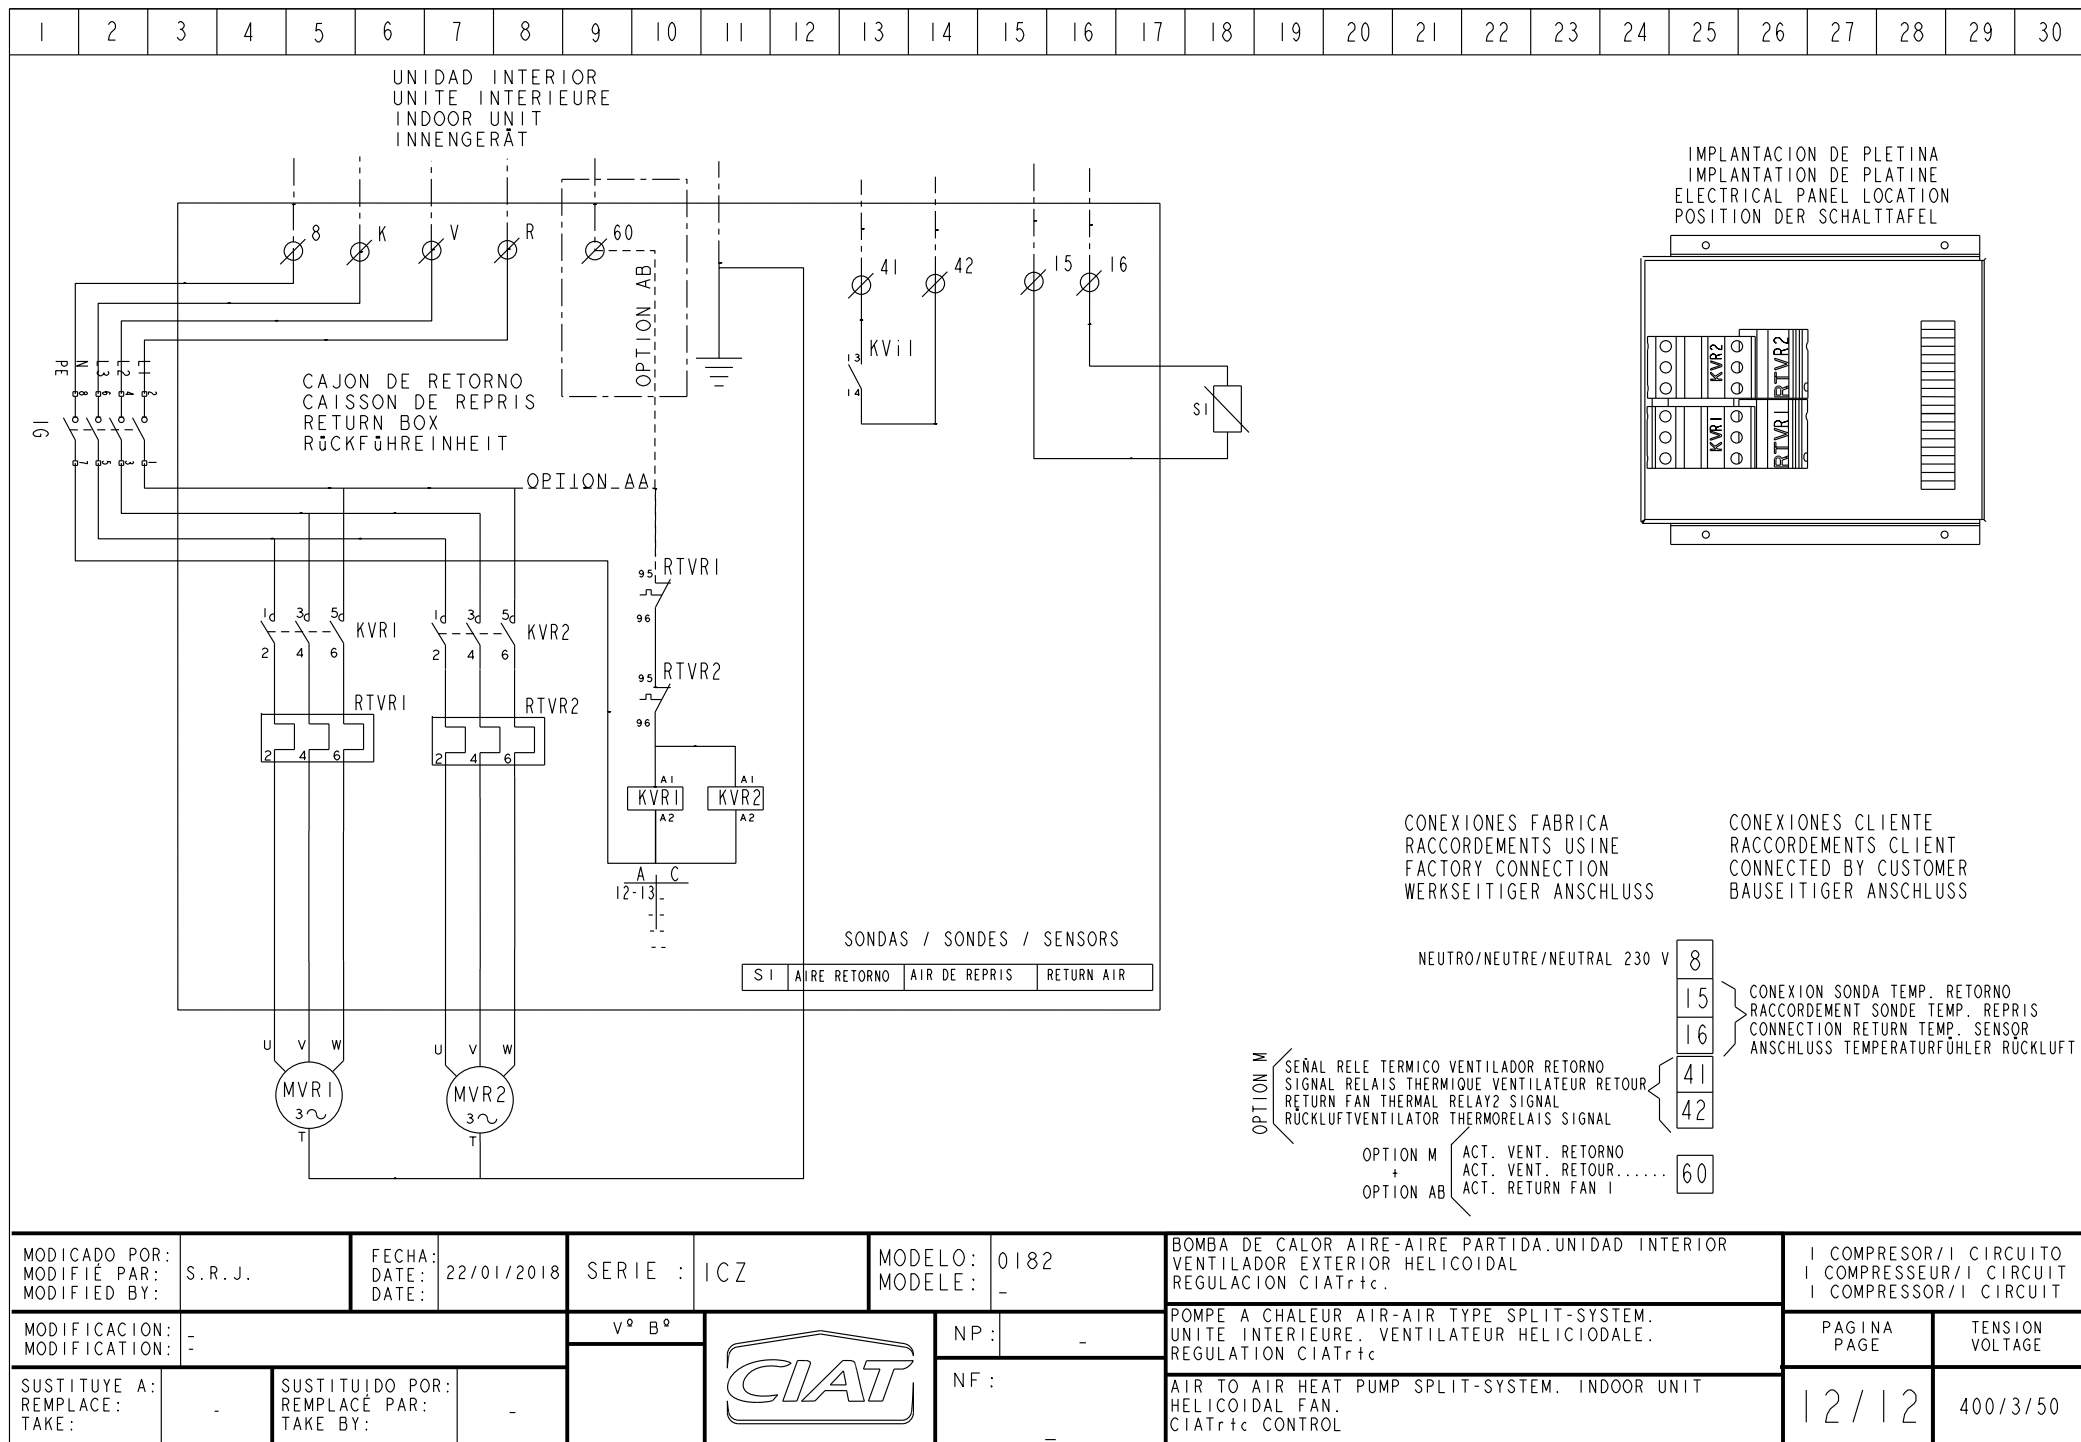 1 2 3 4 5 6 7 8 9 10 11 12 13 14 15 16 17 18 19 20 21 22 23 24 25 26 27 28 29 30
UNIDAD INTERIOR
UNITE INTERIEURE
INDOOR UNIT
INNENGERÄT
IMPLANTACION DE PLETINA
IMPLANTATION DE PLATINE
ELECTRICAL PANEL LOCATION
POSITION DER SCHALTTAFEL
8 K V R 60
41 42 15 16
OPTION AB
KVi1
13
14
S1
PE N L3 L2 L1
8 6 4 2
IG
7 5 3 1
CAJON DE RETORNO
CAISSON DE REPRIS
RETURN BOX
RÜCKFÜHREINHEIT
OPTION AA
KVR2 RTVR2
KVR1 RTVR1
95 RTVR1
96
1 3 5 KVR1
2 4 6
1 3 5 KVR2
2 4 6
95 RTVR2
96
RTVR1
2 4 6
RTVR2
2 4 6
A1 A1
KVR1 KVR2
A2 A2
A C
12-13
CONEXIONES FABRICA
RACCORDEMENTS USINE
FACTORY CONNECTION
WERKSEITIGER ANSCHLUSS
CONEXIONES CLIENTE
RACCORDEMENTS CLIENT
CONNECTED BY CUSTOMER
BAUSEITIGER ANSCHLUSS
SONDAS / SONDES / SENSORS
S1 AIRE RETORNO AIR DE REPRIS RETURN AIR
U V W
MVR1
3~
T
U V W
MVR2
3~
T
NEUTRO/NEUTRE/NEUTRAL 230 V 8
15
16
CONEXION SONDA TEMP. RETORNO
RACCORDEMENT SONDE TEMP. REPRIS
CONNECTION RETURN TEMP. SENSOR
ANSCHLUSS TEMPERATURFÜHLER RÜCKLUFT
OPTION M
SEÑAL RELE TERMICO VENTILADOR RETORNO
SIGNAL RELAIS THERMIQUE VENTILATEUR RETOUR
RETURN FAN THERMAL RELAY2 SIGNAL
RÜCKLUFTVENTILATOR THERMORELAIS SIGNAL
41
42
OPTION M
+
OPTION AB
ACT. VENT. RETORNO
ACT. VENT. RETOUR......
ACT. RETURN FAN 1
60
MODICADO POR:
MODIFIÉ PAR:
MODIFIED BY:
S.R.J.
FECHA:
DATE:
DATE:
22/01/2018
SERIE : ICZ
MODELO:
MODELE:
0182
-
BOMBA DE CALOR AIRE-AIRE PARTIDA.UNIDAD INTERIOR
VENTILADOR EXTERIOR HELICOIDAL
REGULACION CIATrtc.
1 COMPRESOR/1 CIRCUITO
1 COMPRESSEUR/1 CIRCUIT
1 COMPRESSOR/1 CIRCUIT
MODIFICACION: -
MODIFICATION: -
Vº Bº
CIAT
NP: -
POMPE A CHALEUR AIR-AIR TYPE SPLIT-SYSTEM.
UNITE INTERIEURE. VENTILATEUR HELICIODALE.
REGULATION CIATrtc
PAGINA
PAGE
TENSION
VOLTAGE
SUSTITUYE A:
REMPLACE:
TAKE:
-
SUSTITUIDO POR:
REMPLACÉ PAR:
TAKE BY:
-
NF:
-
AIR TO AIR HEAT PUMP SPLIT-SYSTEM. INDOOR UNIT
HELICOIDAL FAN.
CIATrtc CONTROL
12/12
400/3/50